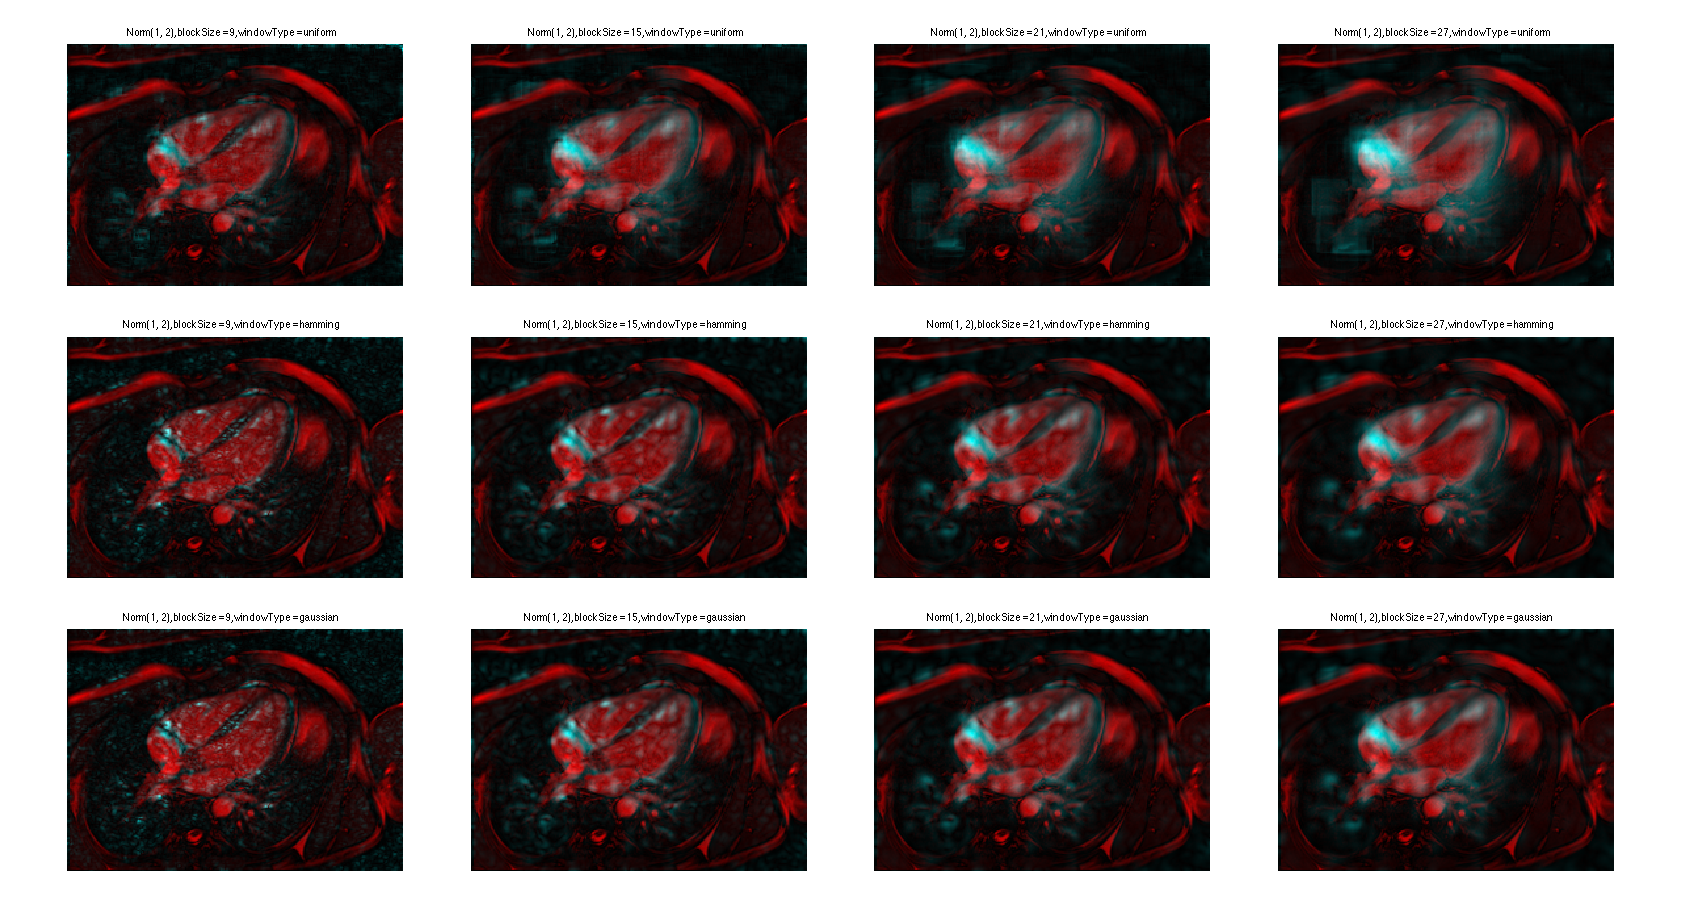 Norm(1, 2),blockSize=9,windowType=uniform
Norm(1, 2),blockSize=15,windowType=uniform
Norm(1, 2),blockSize=21,windowType=uniform
Norm(1, 2),blockSize=27,windowType=uniform
Norm(1, 2),blockSize=9,windowType=hamming
Norm(1, 2),blockSize=15,windowType=hamming
Norm(1, 2),blockSize=21,windowType=hamming
Norm(1, 2),blockSize=27,windowType=hamming
Norm(1, 2),blockSize=9,windowType=gaussian
Norm(1, 2),blockSize=15,windowType=gaussian
Norm(1, 2),blockSize=21,windowType=gaussian
Norm(1, 2),blockSize=27,windowType=gaussian